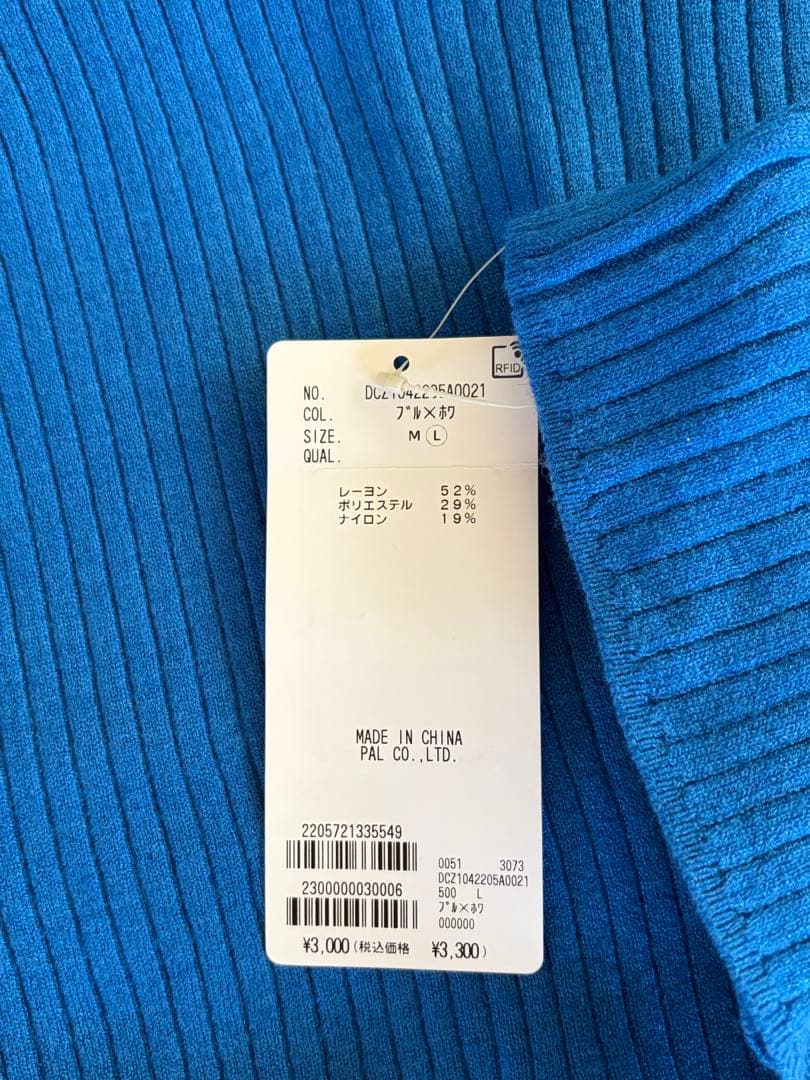 RFID
NO. DCZ1042205A0021
COL. ﾌﾞﾙ×ﾎﾜ
SIZE. M Ⓛ
QUAL.
レーヨン 52%
ポリエステル 29%
ナイロン 19%
MADE IN CHINA
PAL CO.,LTD.
2205721335549
2300000030006
0051 3073
DCZ1042205A0021
500 L
ﾌﾞﾙ×ﾎﾜ
000000
¥3,000(税込価格 ¥3,300)